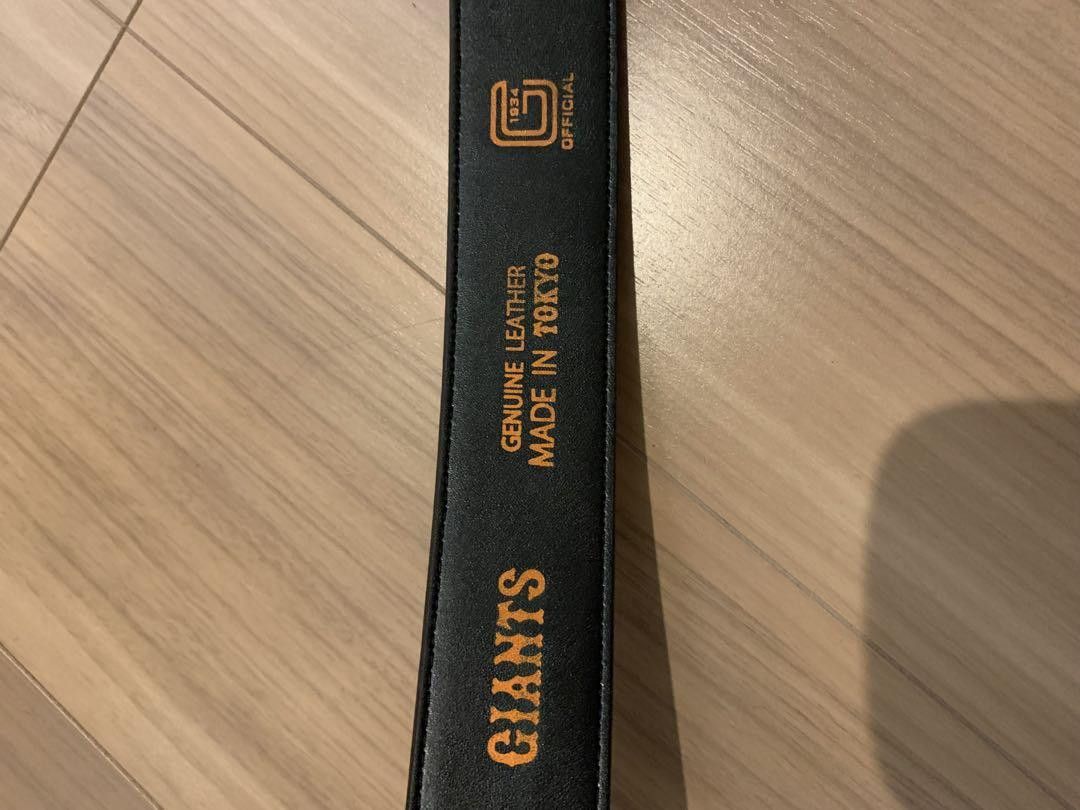 GIANTS
GENUINE LEATHER
MADE IN TOKYO
1934
OFFICIAL